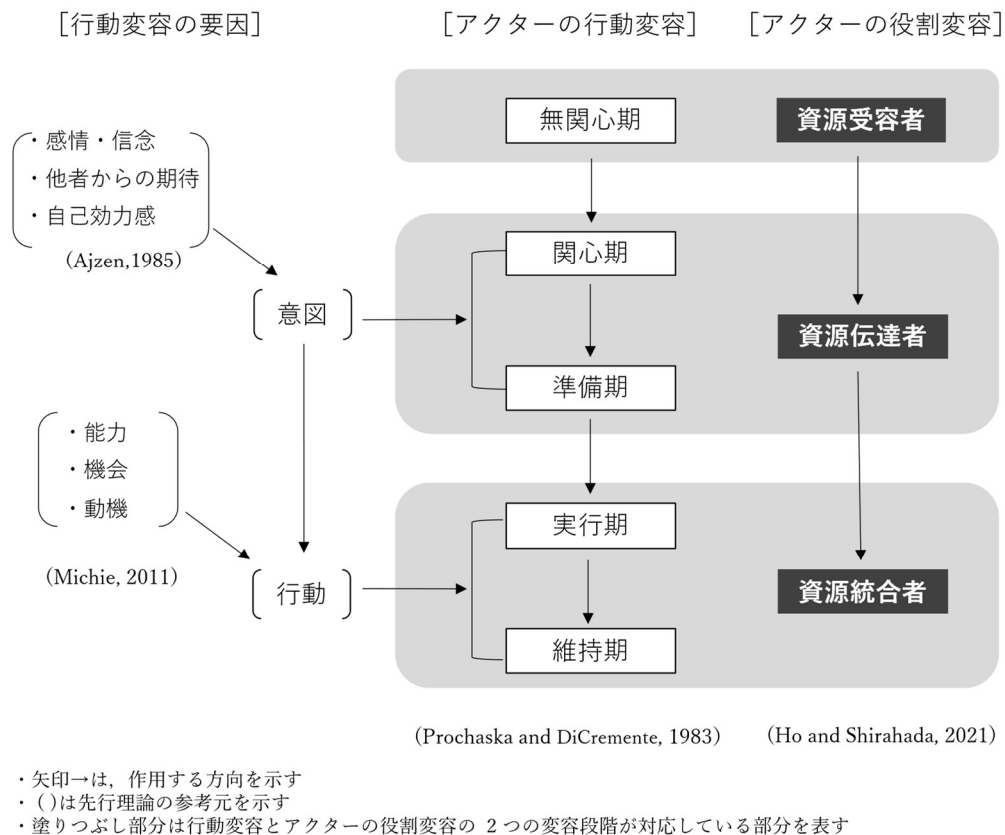 [行動変容の要因]
[アクターの行動変容]
[アクターの役割変容]
無関心期
資源受容者
・感情・信念
・他者からの期待
・自己効力感
(Ajzen,1985)
関心期
意図
資源伝達者
準備期
・能力
・機会
・動機
(Michie, 2011)
実行期
行動
資源統合者
維持期
(Prochaska and DiCremente, 1983)
(Ho and Shirahada, 2021)
・矢印→は，作用する方向を示す
・( )は先行理論の参考元を示す
・塗りつぶし部分は行動変容とアクターの役割変容の 2 つの変容段階が対応している部分を表す